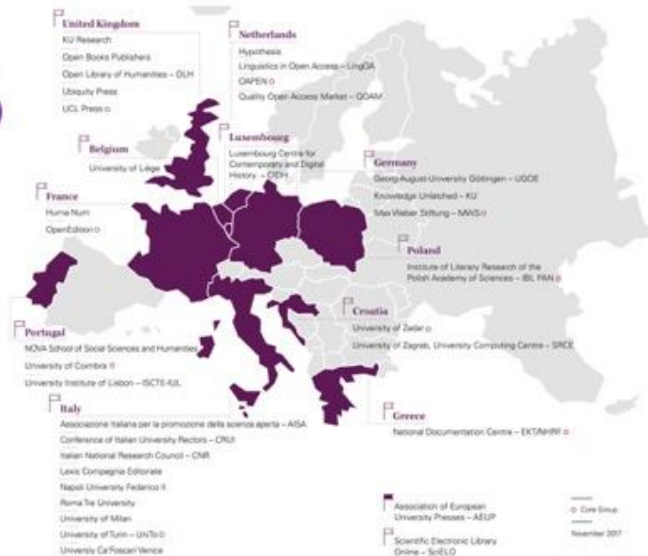 United Kingdom
KU Research
Open Books Publishers
Open Library of Humanities – OLH
Ubiquity Press
UCL Press
Netherlands
Hypothesis
Linguistics in Open Access – LingOA
OAPEN
Quality Open Access Market – QOAM
Belgium
University of Liège
Luxembourg
Luxembourg Centre for
Contemporary and Digital
History –
Germany
Georg-August-University Göttingen – UGOE
Knowledge Unlatched – KU
Max Weber Stiftung – MWS
France
Huma Num
OpenEdition
Poland
Institute of Literary Research of the
Polish Academy of Sciences – IBL PAN
Croatia
University of Zadar
University of Zagreb, University Computing Centre – SRCE
Portugal
NOVA School of Social Sciences and Humanities
University of Coimbra
University Institute of Lisbon – ISCTE-IUL
Italy
Associazione italiana per la promozione della scienza aperta – AISA
Conference of Italian University Rectors – CRUI
Italian National Research Council – CNR
Lexis Compagnia Editoriale
Napoli University Federico II
Roma Tre University
University of Milan
University of Turin – UniTo
University Ca'Foscari Venice
Greece
National Documentation Centre – EKT/NHRF
Association of European
University Presses – AEUP
Scientific Electronic Library
Online – SciELO
Core Group
November 2017